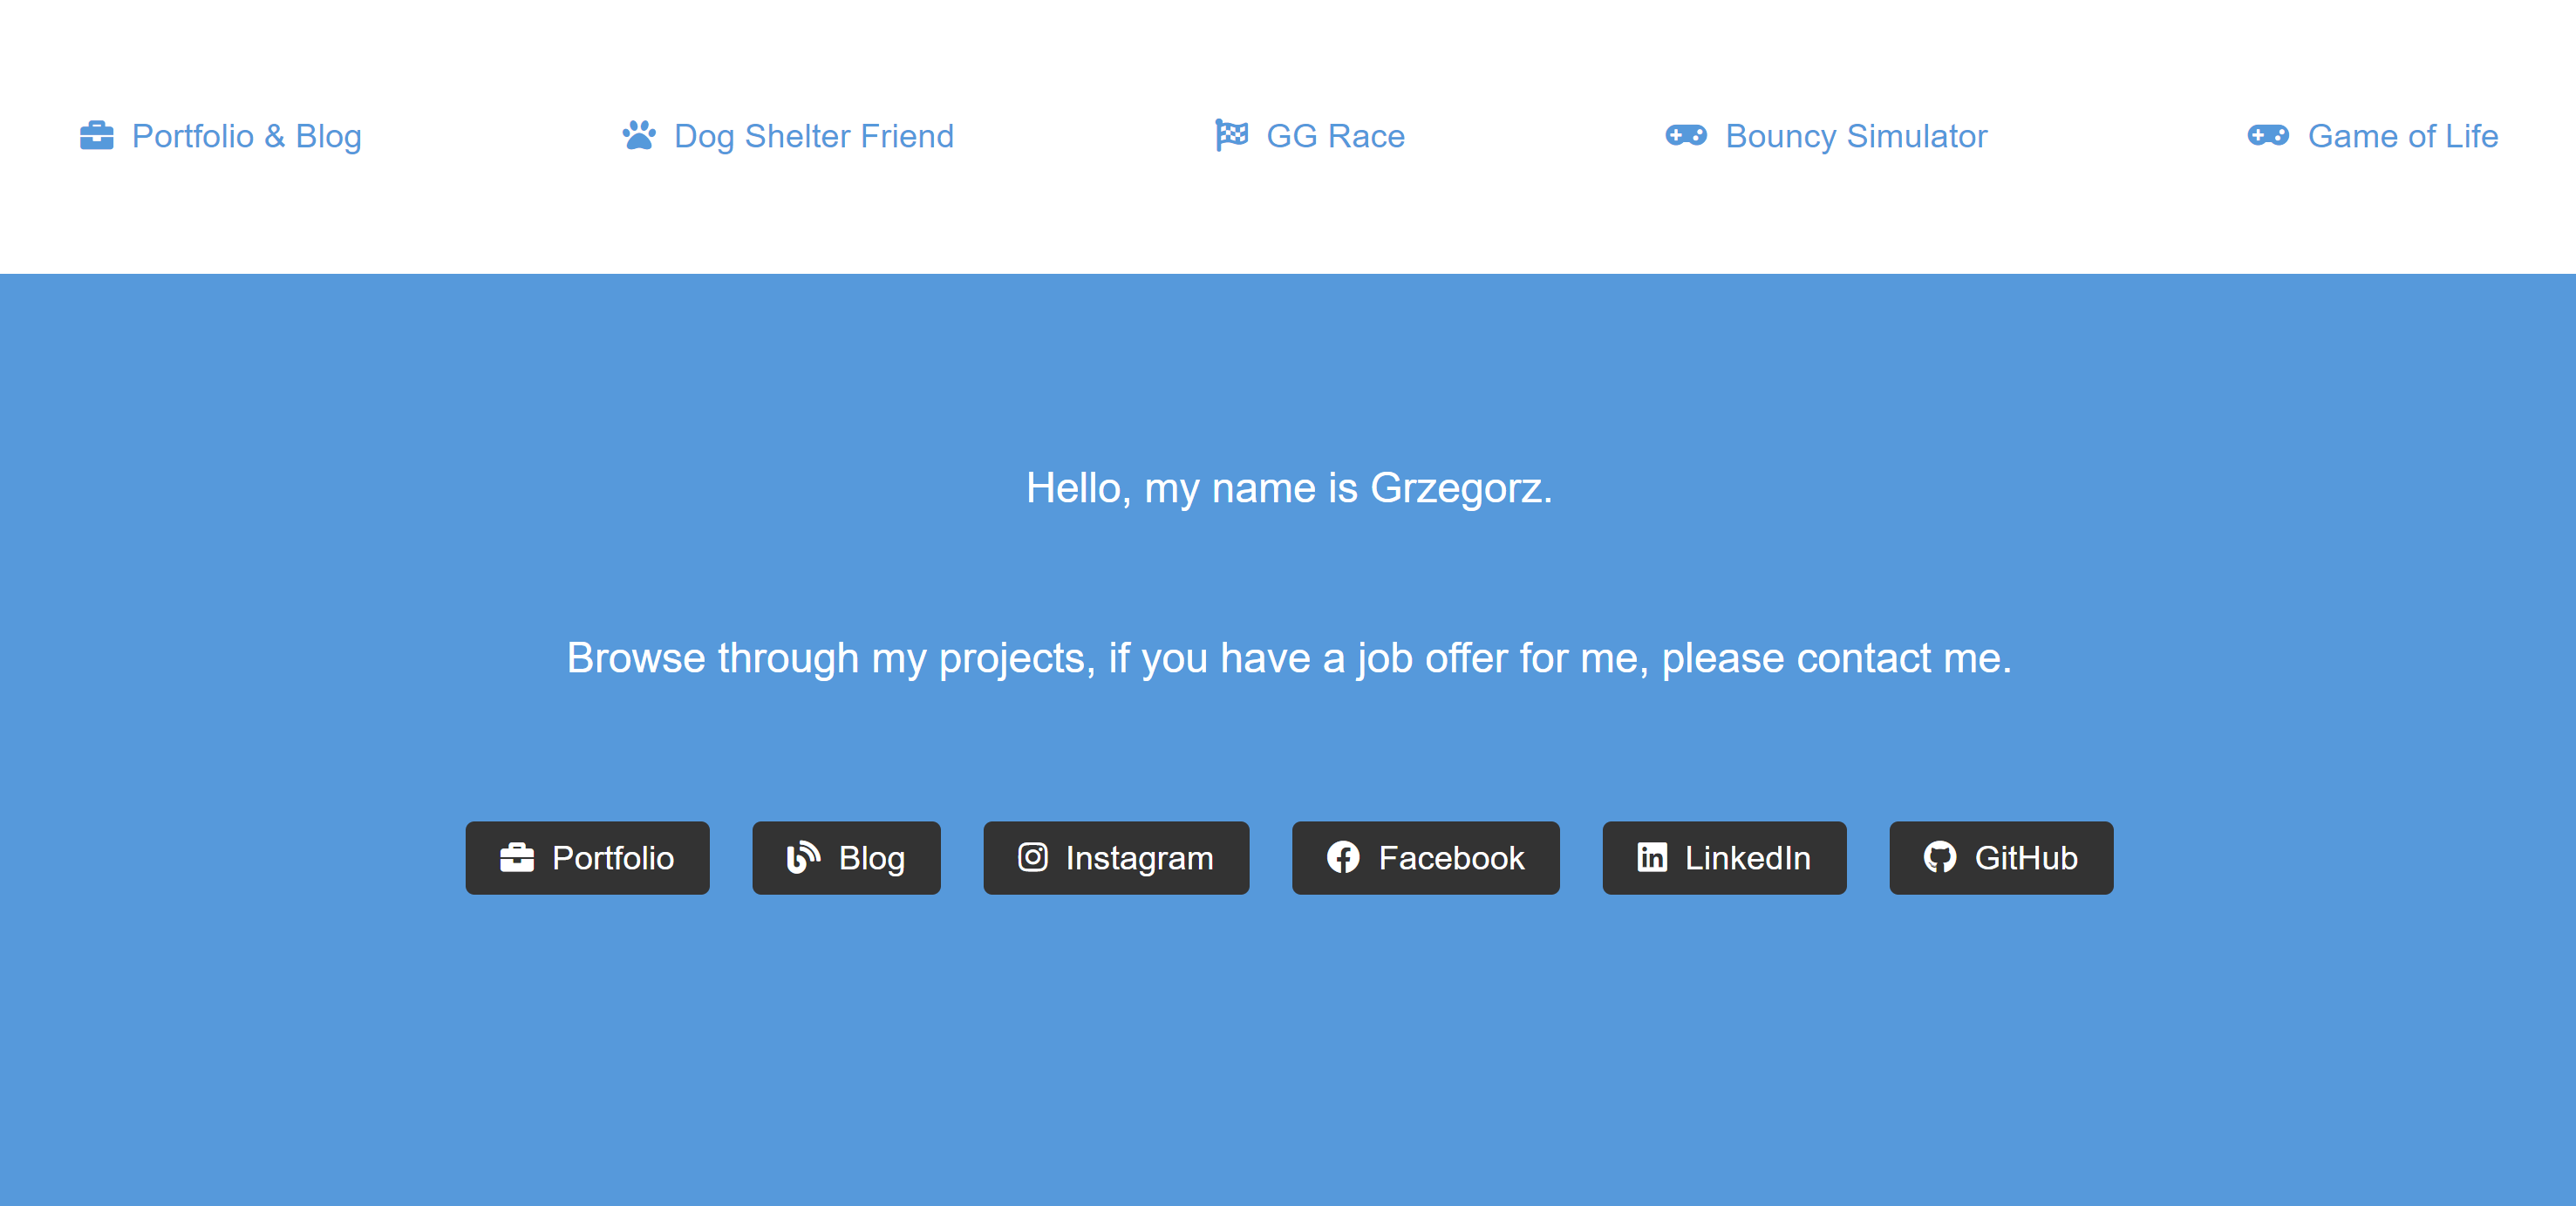 Portfolio & Blog Dog Shelter Friend GG Race Bouncy Simulator Game of Life
Hello, my name is Grzegorz.
Browse through my projects, if you have a job offer for me, please contact me.
Portfolio Blog Instagram Facebook LinkedIn GitHub